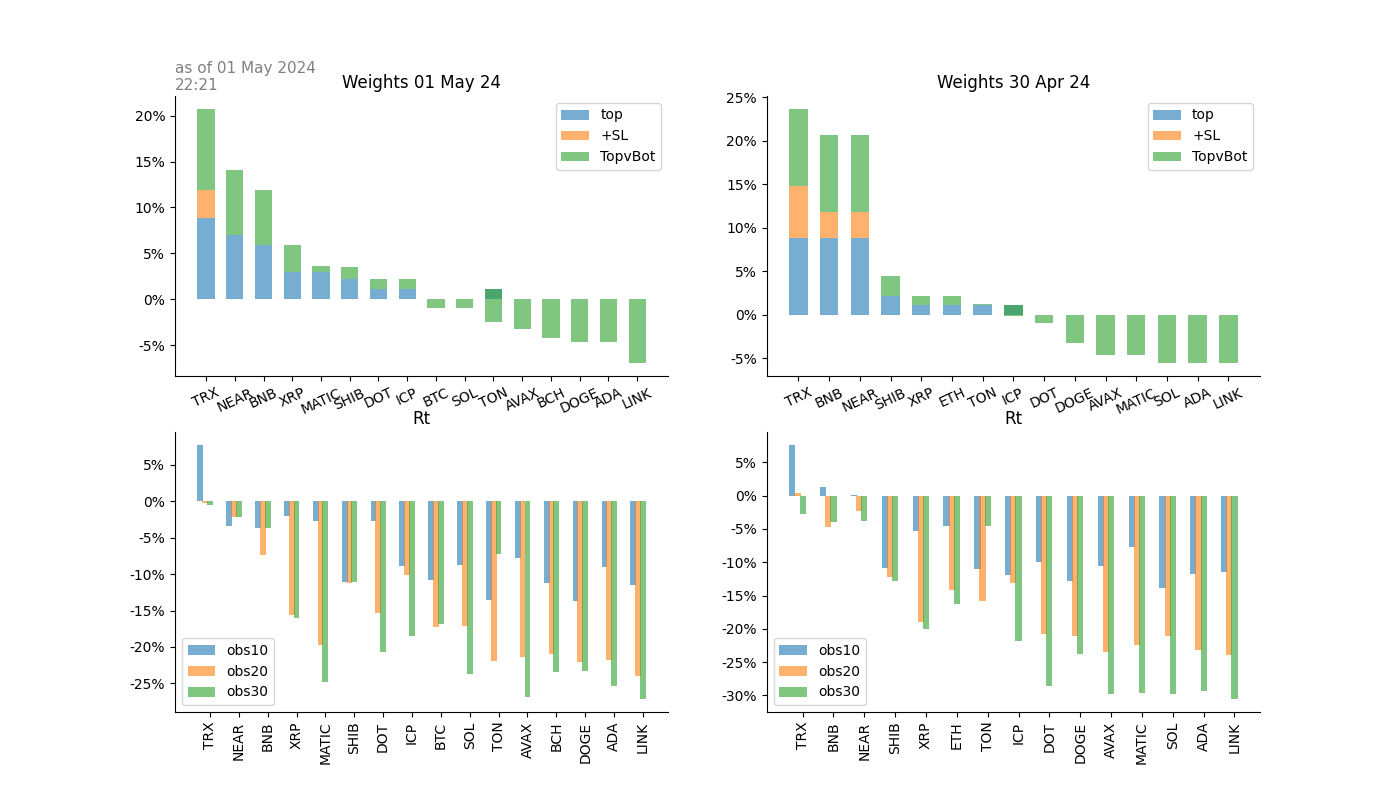 as of 01 May 2024
22:21
Weights 01 May 24
20%
15%
10%
5%
0%
-5%
top
+SL
TopvBot
TRX NEAR BNB XRP MATIC SHIB DOT ICP BTC SOL TON AVAX BCH DOGE ADA LINK
Weights 30 Apr 24
25%
20%
15%
10%
5%
0%
-5%
top
+SL
TopvBot
TRX BNB NEAR SHIB XRP ETH TON ICP DOT DOGE AVAX MATIC SOL ADA LINK
Rt
5%
0%
-5%
-10%
-15%
-20%
-25%
obs10
obs20
obs30
TRX NEAR BNB XRP MATIC SHIB DOT ICP BTC SOL TON AVAX BCH DOGE ADA LINK
Rt
5%
0%
-5%
-10%
-15%
-20%
-25%
-30%
obs10
obs20
obs30
TRX BNB NEAR SHIB XRP ETH TON ICP DOT DOGE AVAX MATIC SOL ADA LINK